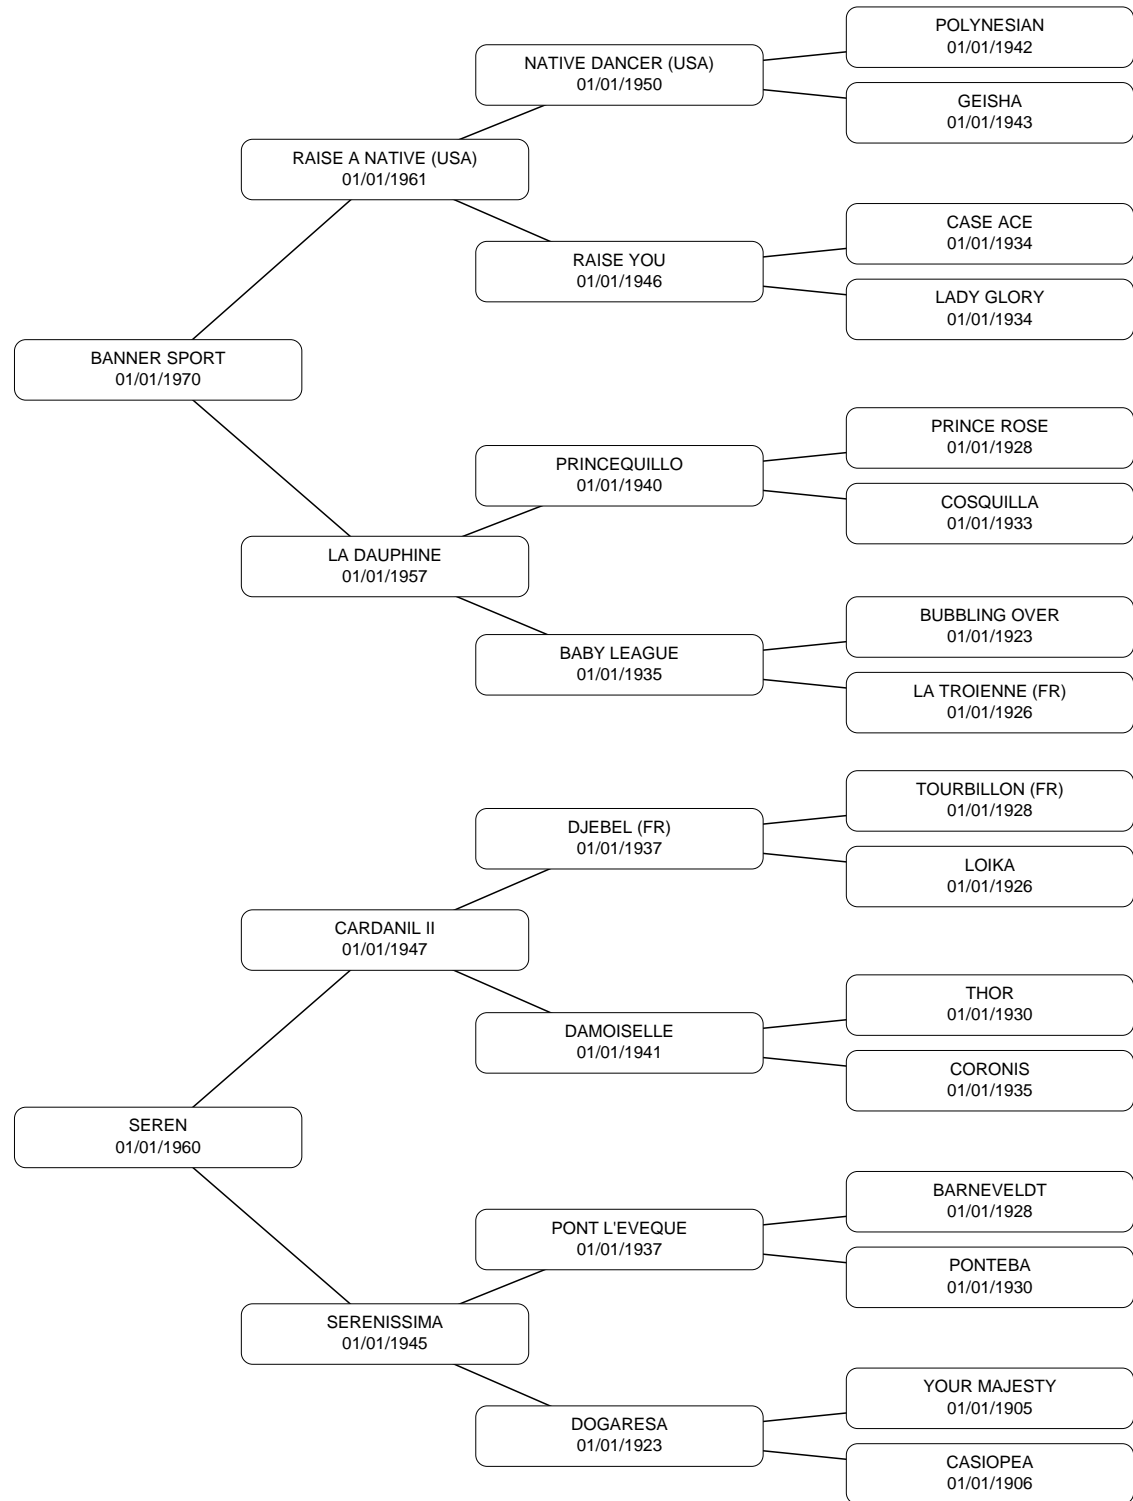 POLYNESIAN
01/01/1942
NATIVE DANCER (USA)
01/01/1950
GEISHA
01/01/1943
RAISE A NATIVE (USA)
01/01/1961
CASE ACE
01/01/1934
RAISE YOU
01/01/1946
LADY GLORY
01/01/1934
BANNER SPORT
01/01/1970
PRINCE ROSE
01/01/1928
PRINCEQUILLO
01/01/1940
COSQUILLA
01/01/1933
LA DAUPHINE
01/01/1957
BUBBLING OVER
01/01/1923
BABY LEAGUE
01/01/1935
LA TROIENNE (FR)
01/01/1926
TOURBILLON (FR)
01/01/1928
DJEBEL (FR)
01/01/1937
LOIKA
01/01/1926
CARDANIL II
01/01/1947
THOR
01/01/1930
DAMOISELLE
01/01/1941
CORONIS
01/01/1935
SEREN
01/01/1960
BARNEVELDT
01/01/1928
PONT L'EVEQUE
01/01/1937
PONTEBA
01/01/1930
SERENISSIMA
01/01/1945
YOUR MAJESTY
01/01/1905
DOGARESA
01/01/1923
CASIOPEA
01/01/1906